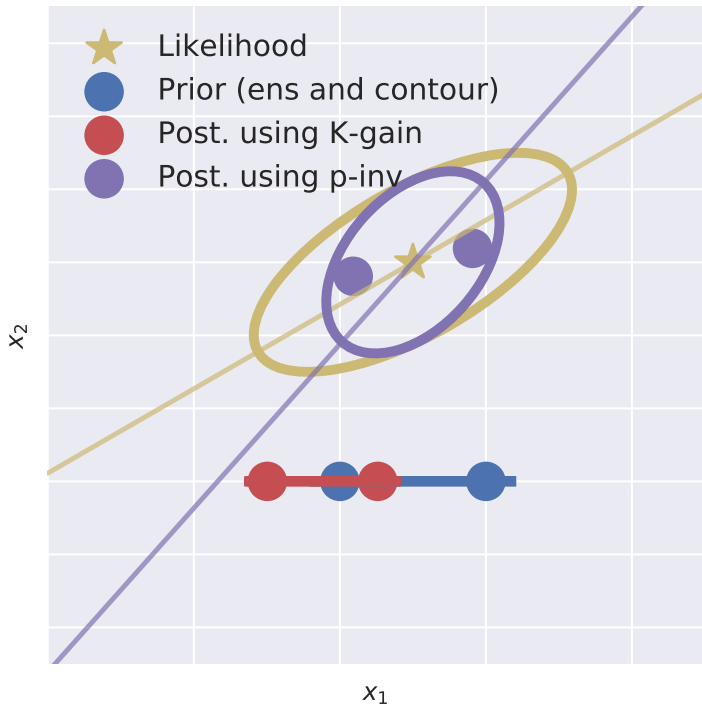 Likelihood
Prior (ens and contour)
Post. using K-gain
Post. using p-inv
x₂
x₁